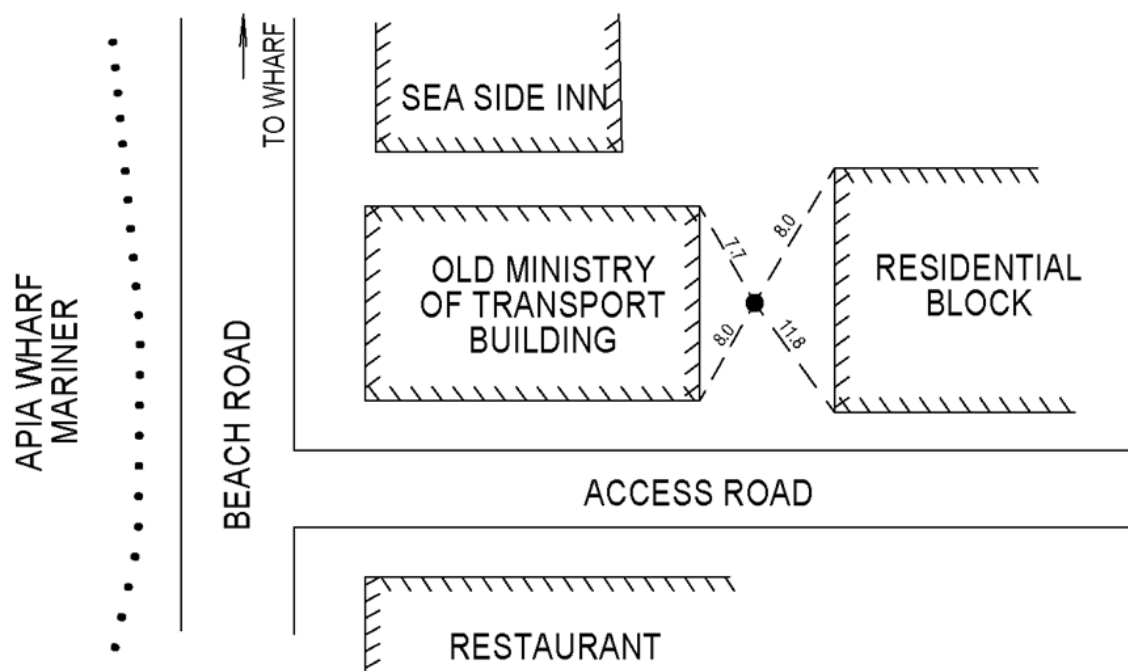 APIA WHARF
MARINER
BEACH ROAD
TO WHARF
SEA SIDE INN
OLD MINISTRY
OF TRANSPORT
BUILDING
7.7
8.0
8.0
11.8
RESIDENTIAL
BLOCK
ACCESS ROAD
RESTAURANT